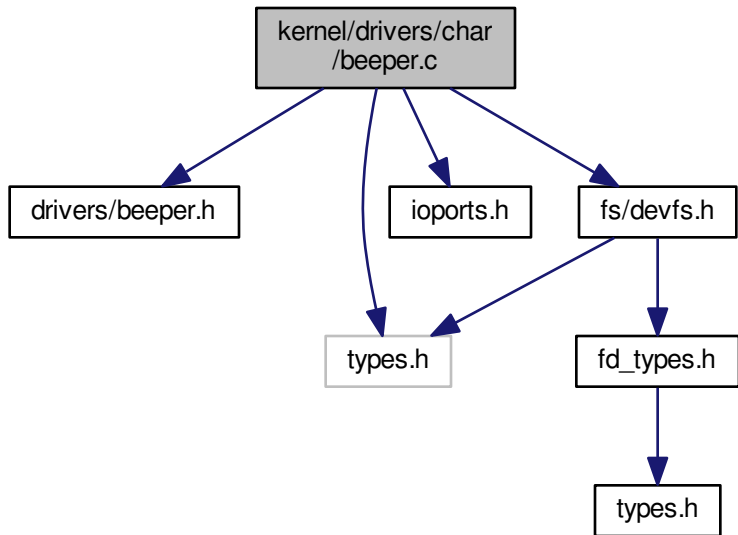 kernel/drivers/char
/beeper.c
drivers/beeper.h
ioports.h
fs/devfs.h
types.h
fd_types.h
types.h